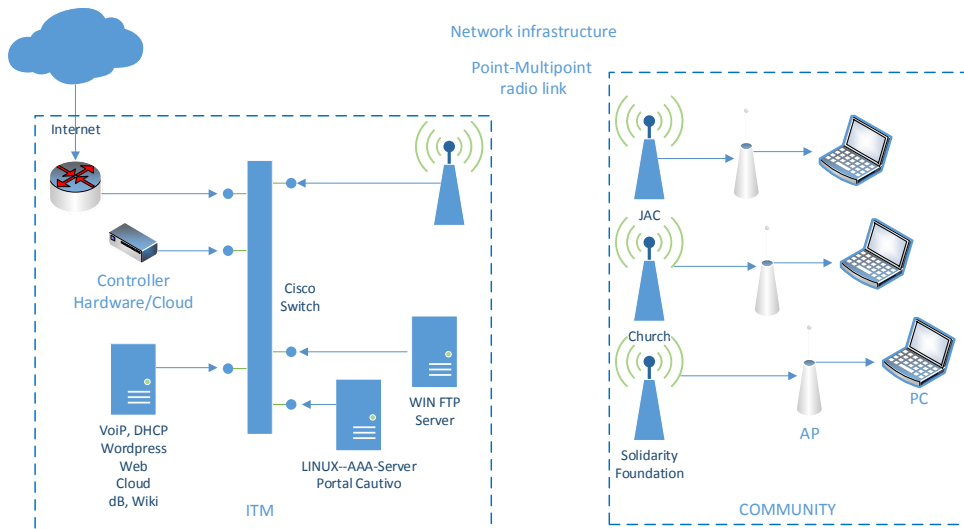 Network infrastructure
Point-Multipoint
radio link
Internet
Controller
Hardware/Cloud
Cisco
Switch
VoiP, DHCP
Wordpress
Web
Cloud
dB, Wiki
WIN FTP
Server
LINUX--AAA-Server
Portal Cautivo
ITM
JAC
Church
Solidarity
Foundation
AP
PC
COMMUNITY